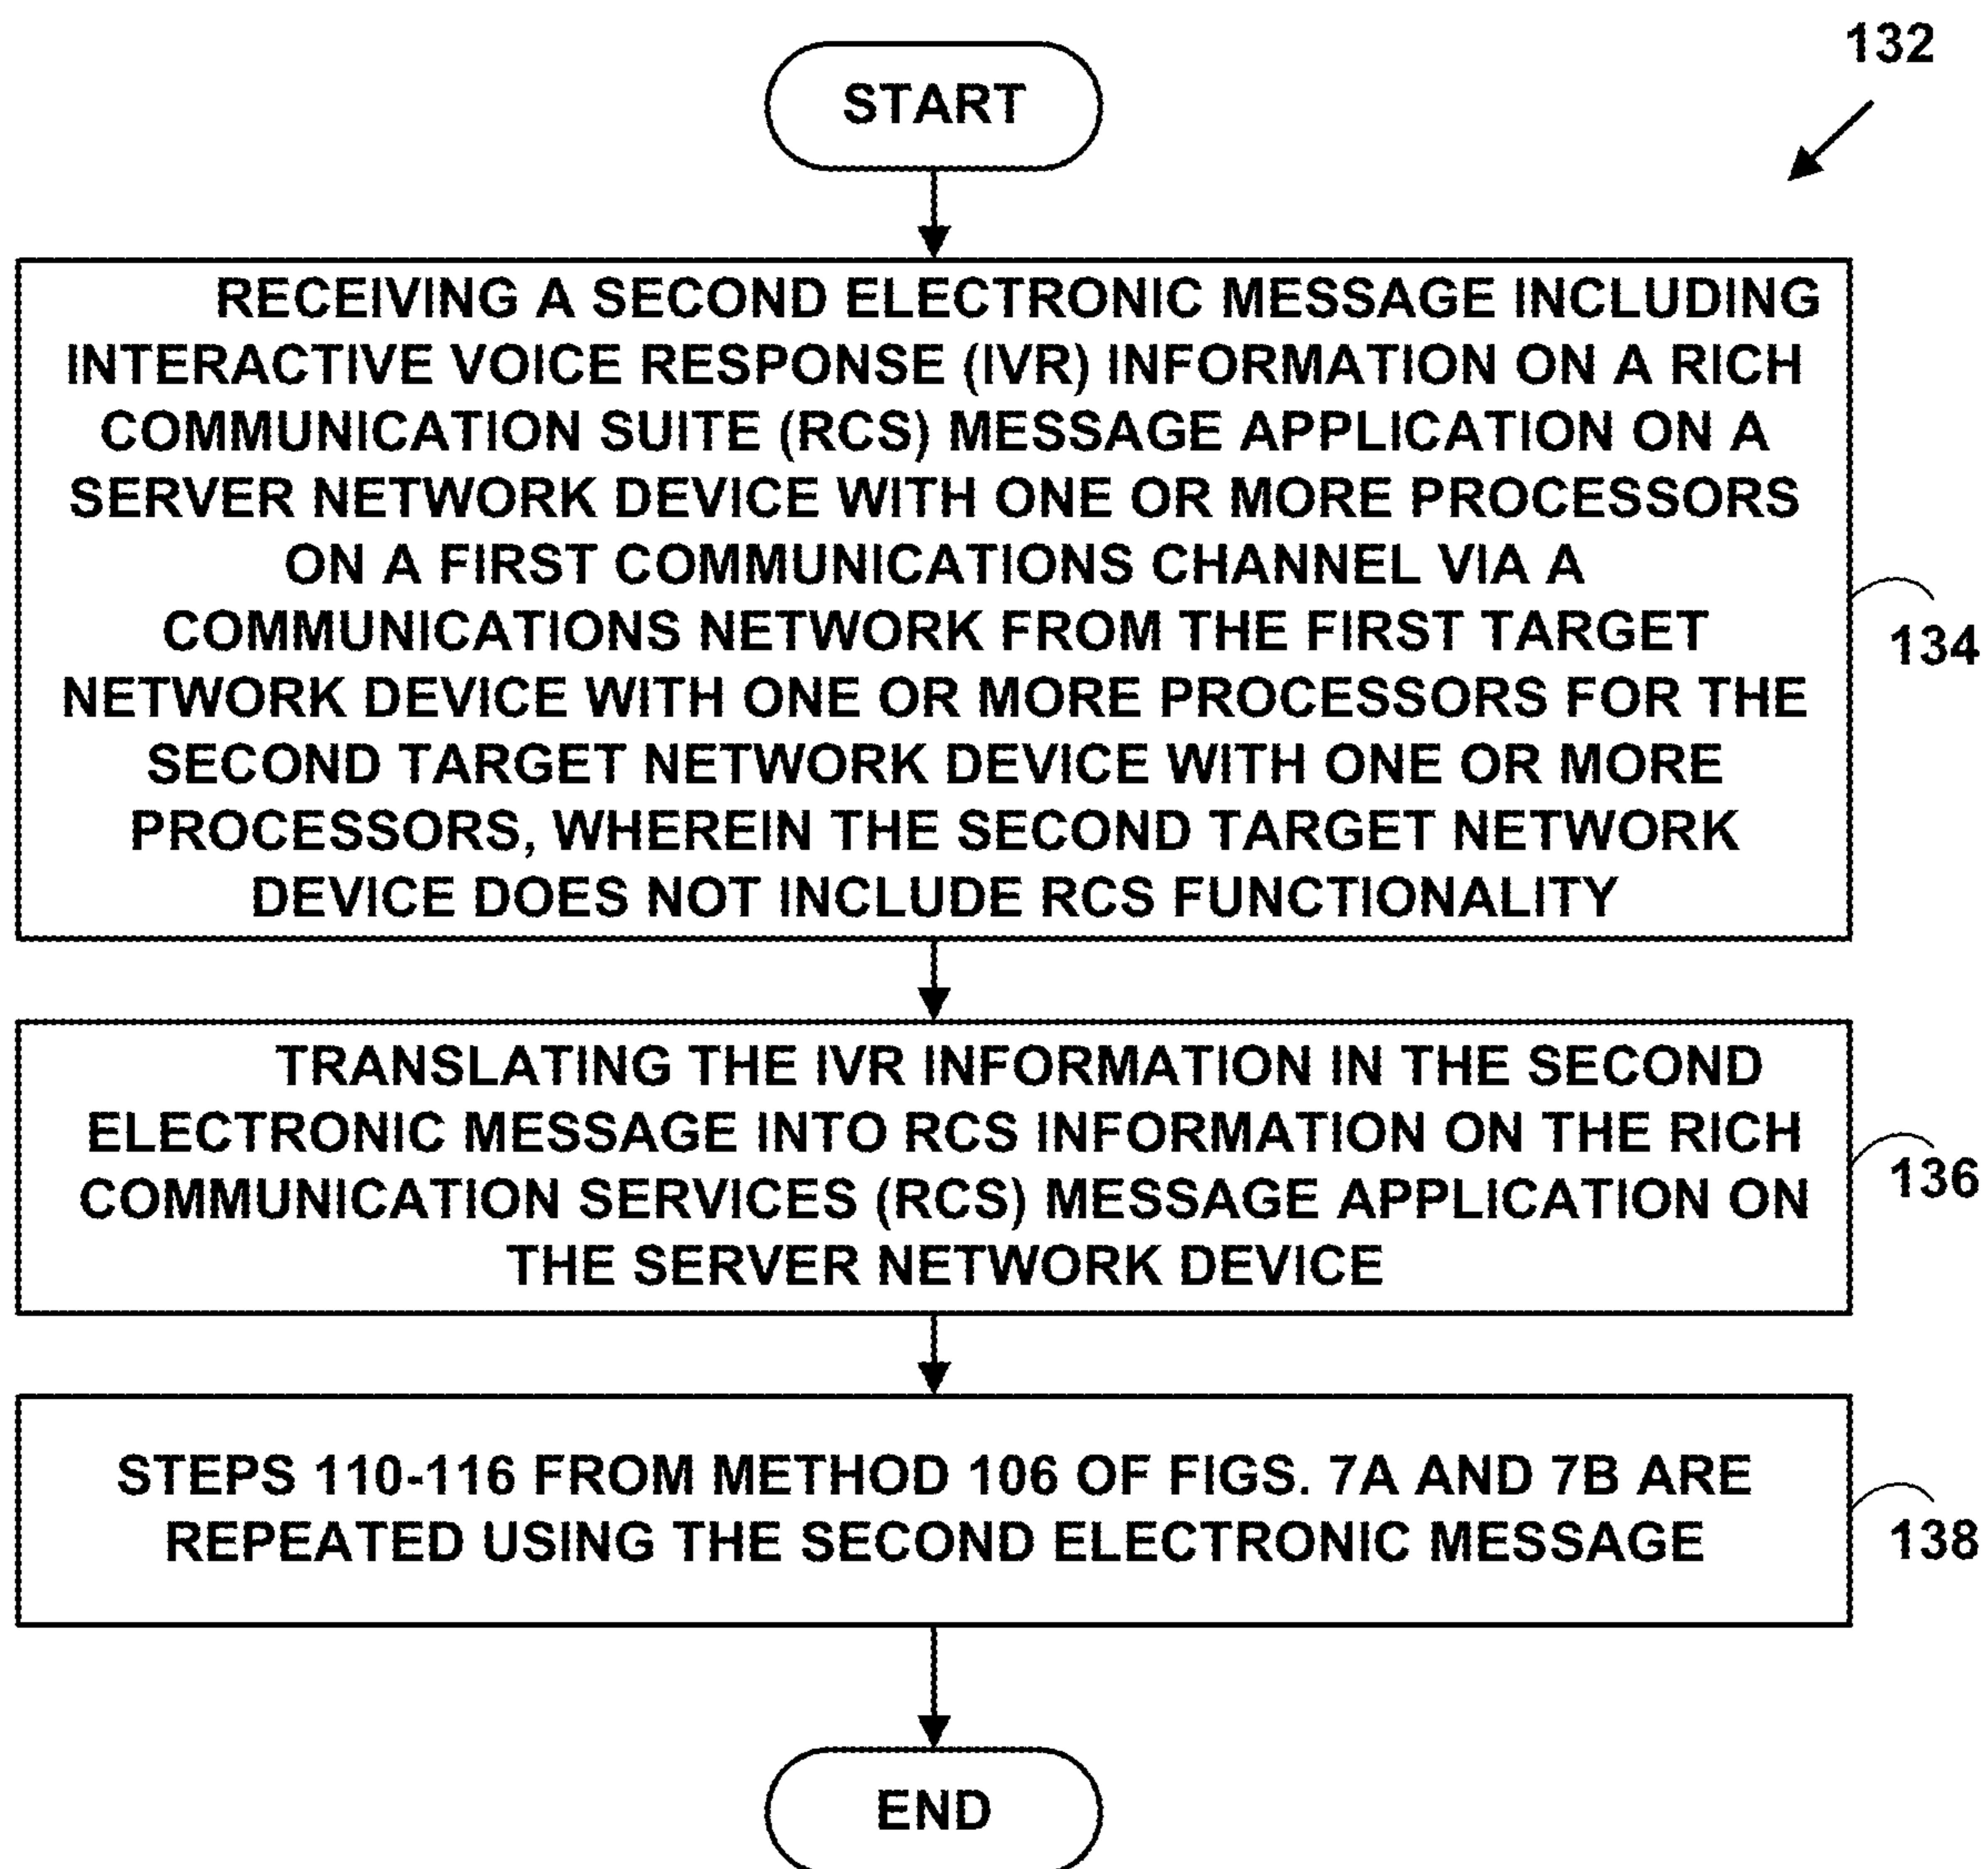 132
START
RECEIVING A SECOND ELECTRONIC MESSAGE INCLUDING
INTERACTIVE VOICE RESPONSE (IVR) INFORMATION ON A RICH
COMMUNICATION SUITE (RCS) MESSAGE APPLICATION ON A
SERVER NETWORK DEVICE WITH ONE OR MORE PROCESSORS
ON A FIRST COMMUNICATIONS CHANNEL VIA A
COMMUNICATIONS NETWORK FROM THE FIRST TARGET
NETWORK DEVICE WITH ONE OR MORE PROCESSORS FOR THE
SECOND TARGET NETWORK DEVICE WITH ONE OR MORE
PROCESSORS, WHEREIN THE SECOND TARGET NETWORK
DEVICE DOES NOT INCLUDE RCS FUNCTIONALITY
134
TRANSLATING THE IVR INFORMATION IN THE SECOND
ELECTRONIC MESSAGE INTO RCS INFORMATION ON THE RICH
COMMUNICATION SERVICES (RCS) MESSAGE APPLICATION ON
THE SERVER NETWORK DEVICE
136
STEPS 110-116 FROM METHOD 106 OF FIGS. 7A AND 7B ARE
REPEATED USING THE SECOND ELECTRONIC MESSAGE
138
END